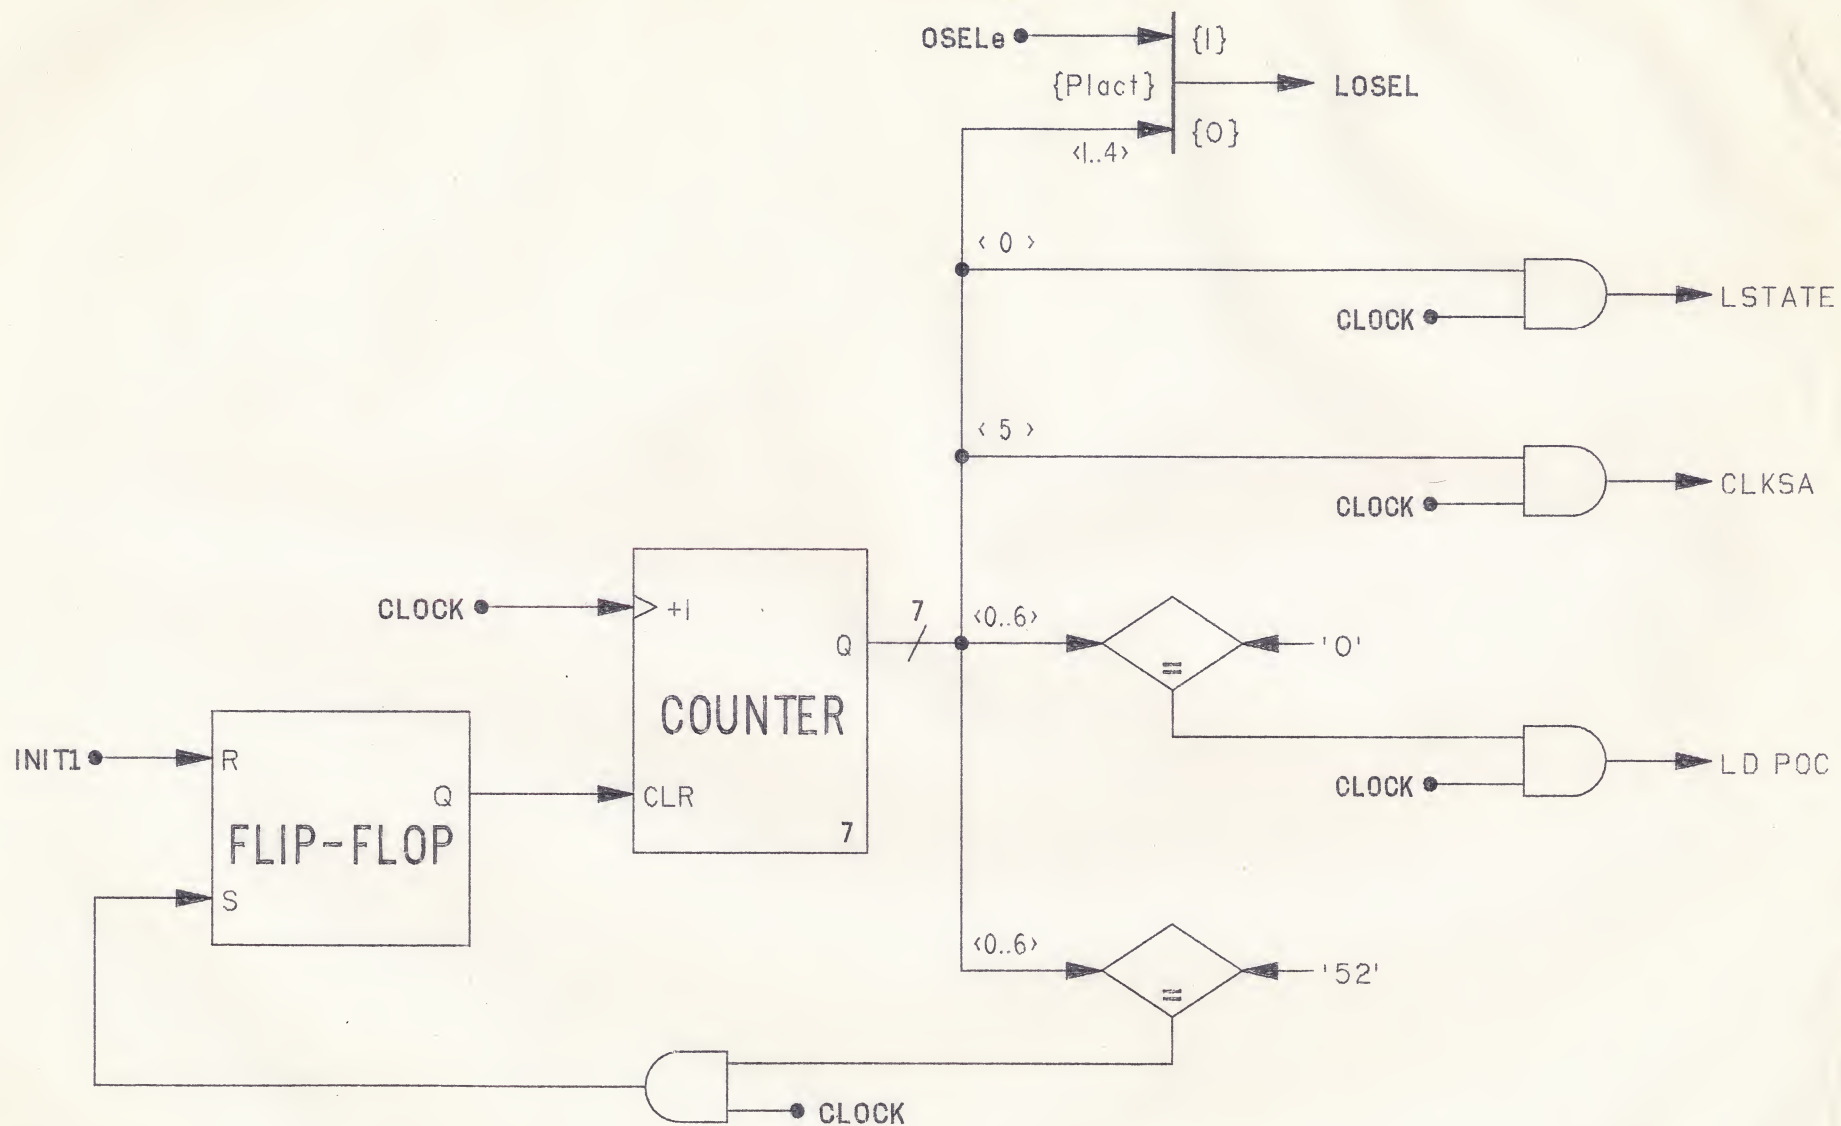 OSELe
{1}
{Plact}
LOSEL
{0}
<1..4>
< 0 >
LSTATE
CLOCK
< 5 >
CLKSA
CLOCK
CLOCK
+1
7
<0..6>
Q
'0'
=
COUNTER
INIT1
R
LD POC
Q
CLR
CLOCK
7
FLIP-FLOP
S
<0..6>
'52'
=
CLOCK